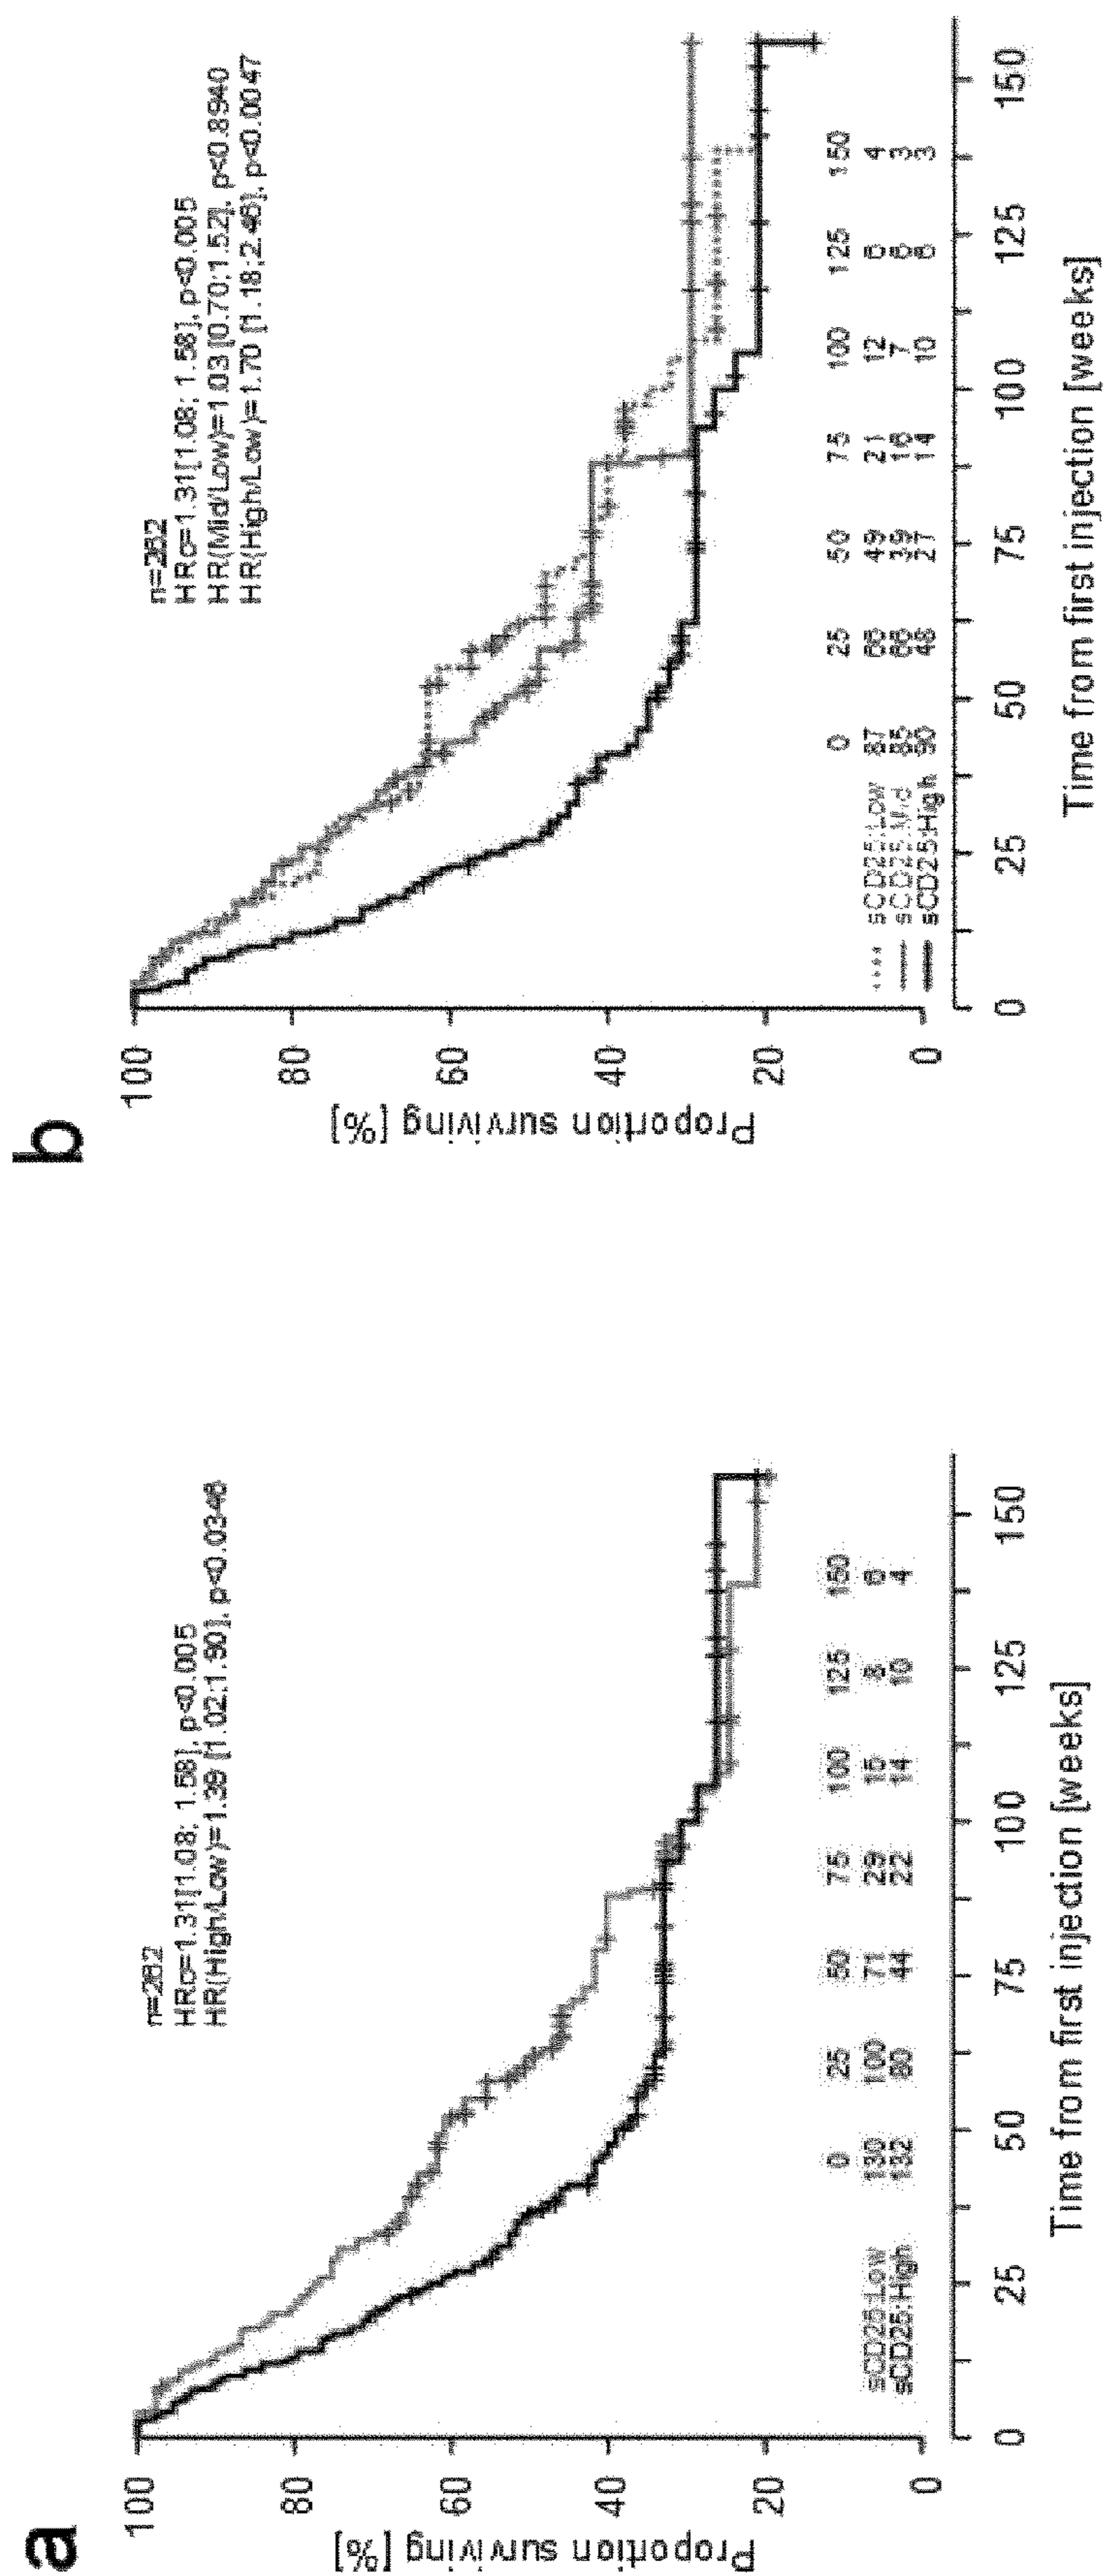 a
n=262
HRc=1.31[1.08; 1.58], p<0.005
HR(High/Low)=1.39 [1.02;1.90], p<0.0348
Proportion surviving [%]
100
80
60
40
20
0
0 25 50 75 100 125 150
sCD25:Low 130 100 71 29 15 8 6
sCD25:High 132 80 44 22 14 10 4
0 25 50 75 100 125 150
Time from first injection [weeks]
b
n=262
HRc=1.31[1.08; 1.58], p<0.005
HR(Mid/Low)=1.03 [0.70;1.52], p<0.8940
HR(High/Low)=1.70 [1.18;2.46], p<0.0047
Proportion surviving [%]
100
80
60
40
20
0
0 25 50 75 100 125 150
sCD25:Low 87 49 21 12 6 4
sCD25:Mid 85 39 16 7 3
sCD25:High 90 48 27 14 10 6 3
0 25 50 75 100 125 150
Time from first injection [weeks]